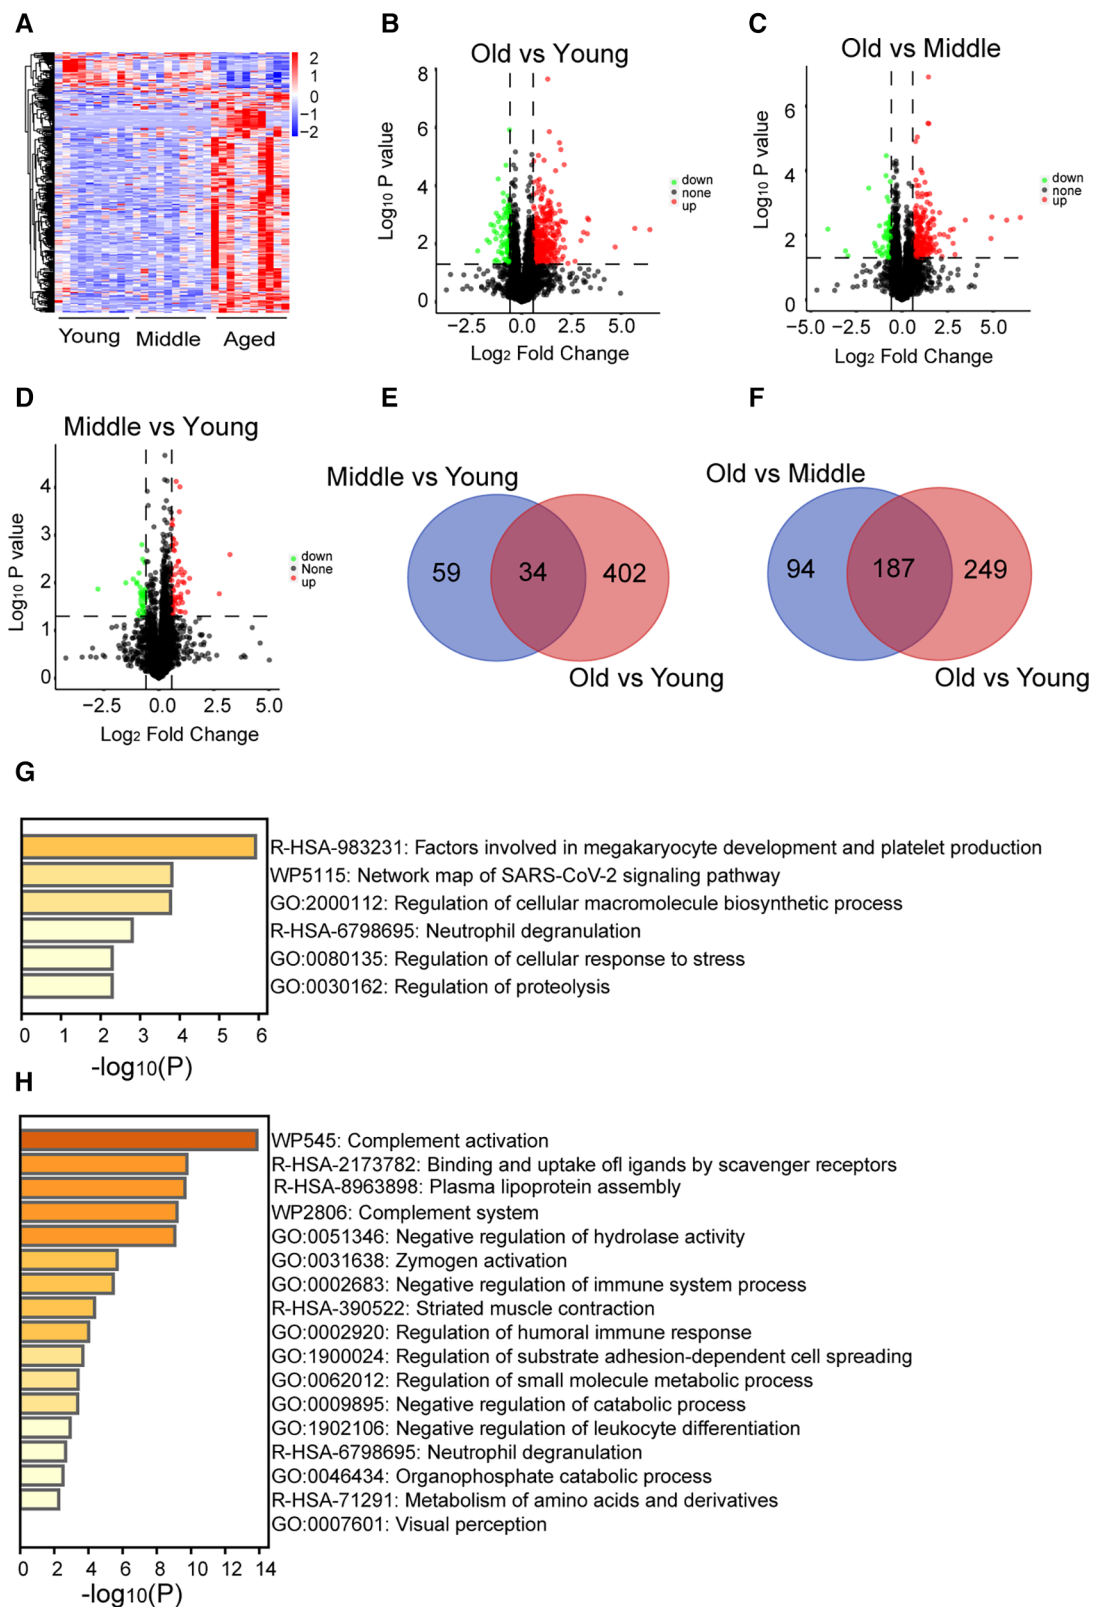 A
2
1
0
−1
−2
Young
Middle
Aged
B
Old vs Young
8
6
4
2
0
Log10 P value
−2.5
0.0
2.5
5.0
Log2 Fold Change
down
none
up
C
Old vs Middle
6
4
2
0
Log10 P value
−5.0
−2.5
0.0
2.5
5.0
Log2 Fold Change
down
none
up
D
Middle vs Young
4
3
2
1
0
Log10 P value
−2.5
0.0
2.5
5.0
Log2 Fold Change
down
None
up
E
Middle vs Young
59
34
402
Old vs Young
F
Old vs Middle
94
187
249
Old vs Young
G
R-HSA-983231: Factors involved in megakaryocyte development and platelet production
WP5115: Network map of SARS-CoV-2 signaling pathway
GO:2000112: Regulation of cellular macromolecule biosynthetic process
R-HSA-6798695: Neutrophil degranulation
GO:0080135: Regulation of cellular response to stress
GO:0030162: Regulation of proteolysis
0 1 2 3 4 5 6
-log10(P)
H
WP545: Complement activation
R-HSA-2173782: Binding and uptake ofl igands by scavenger receptors
R-HSA-8963898: Plasma lipoprotein assembly
WP2806: Complement system
GO:0051346: Negative regulation of hydrolase activity
GO:0031638: Zymogen activation
GO:0002683: Negative regulation of immune system process
R-HSA-390522: Striated muscle contraction
GO:0002920: Regulation of humoral immune response
GO:1900024: Regulation of substrate adhesion-dependent cell spreading
GO:0062012: Regulation of small molecule metabolic process
GO:0009895: Negative regulation of catabolic process
GO:1902106: Negative regulation of leukocyte differentiation
R-HSA-6798695: Neutrophil degranulation
GO:0046434: Organophosphate catabolic process
R-HSA-71291: Metabolism of amino acids and derivatives
GO:0007601: Visual perception
0 2 4 6 8 10 12 14
-log10(P)